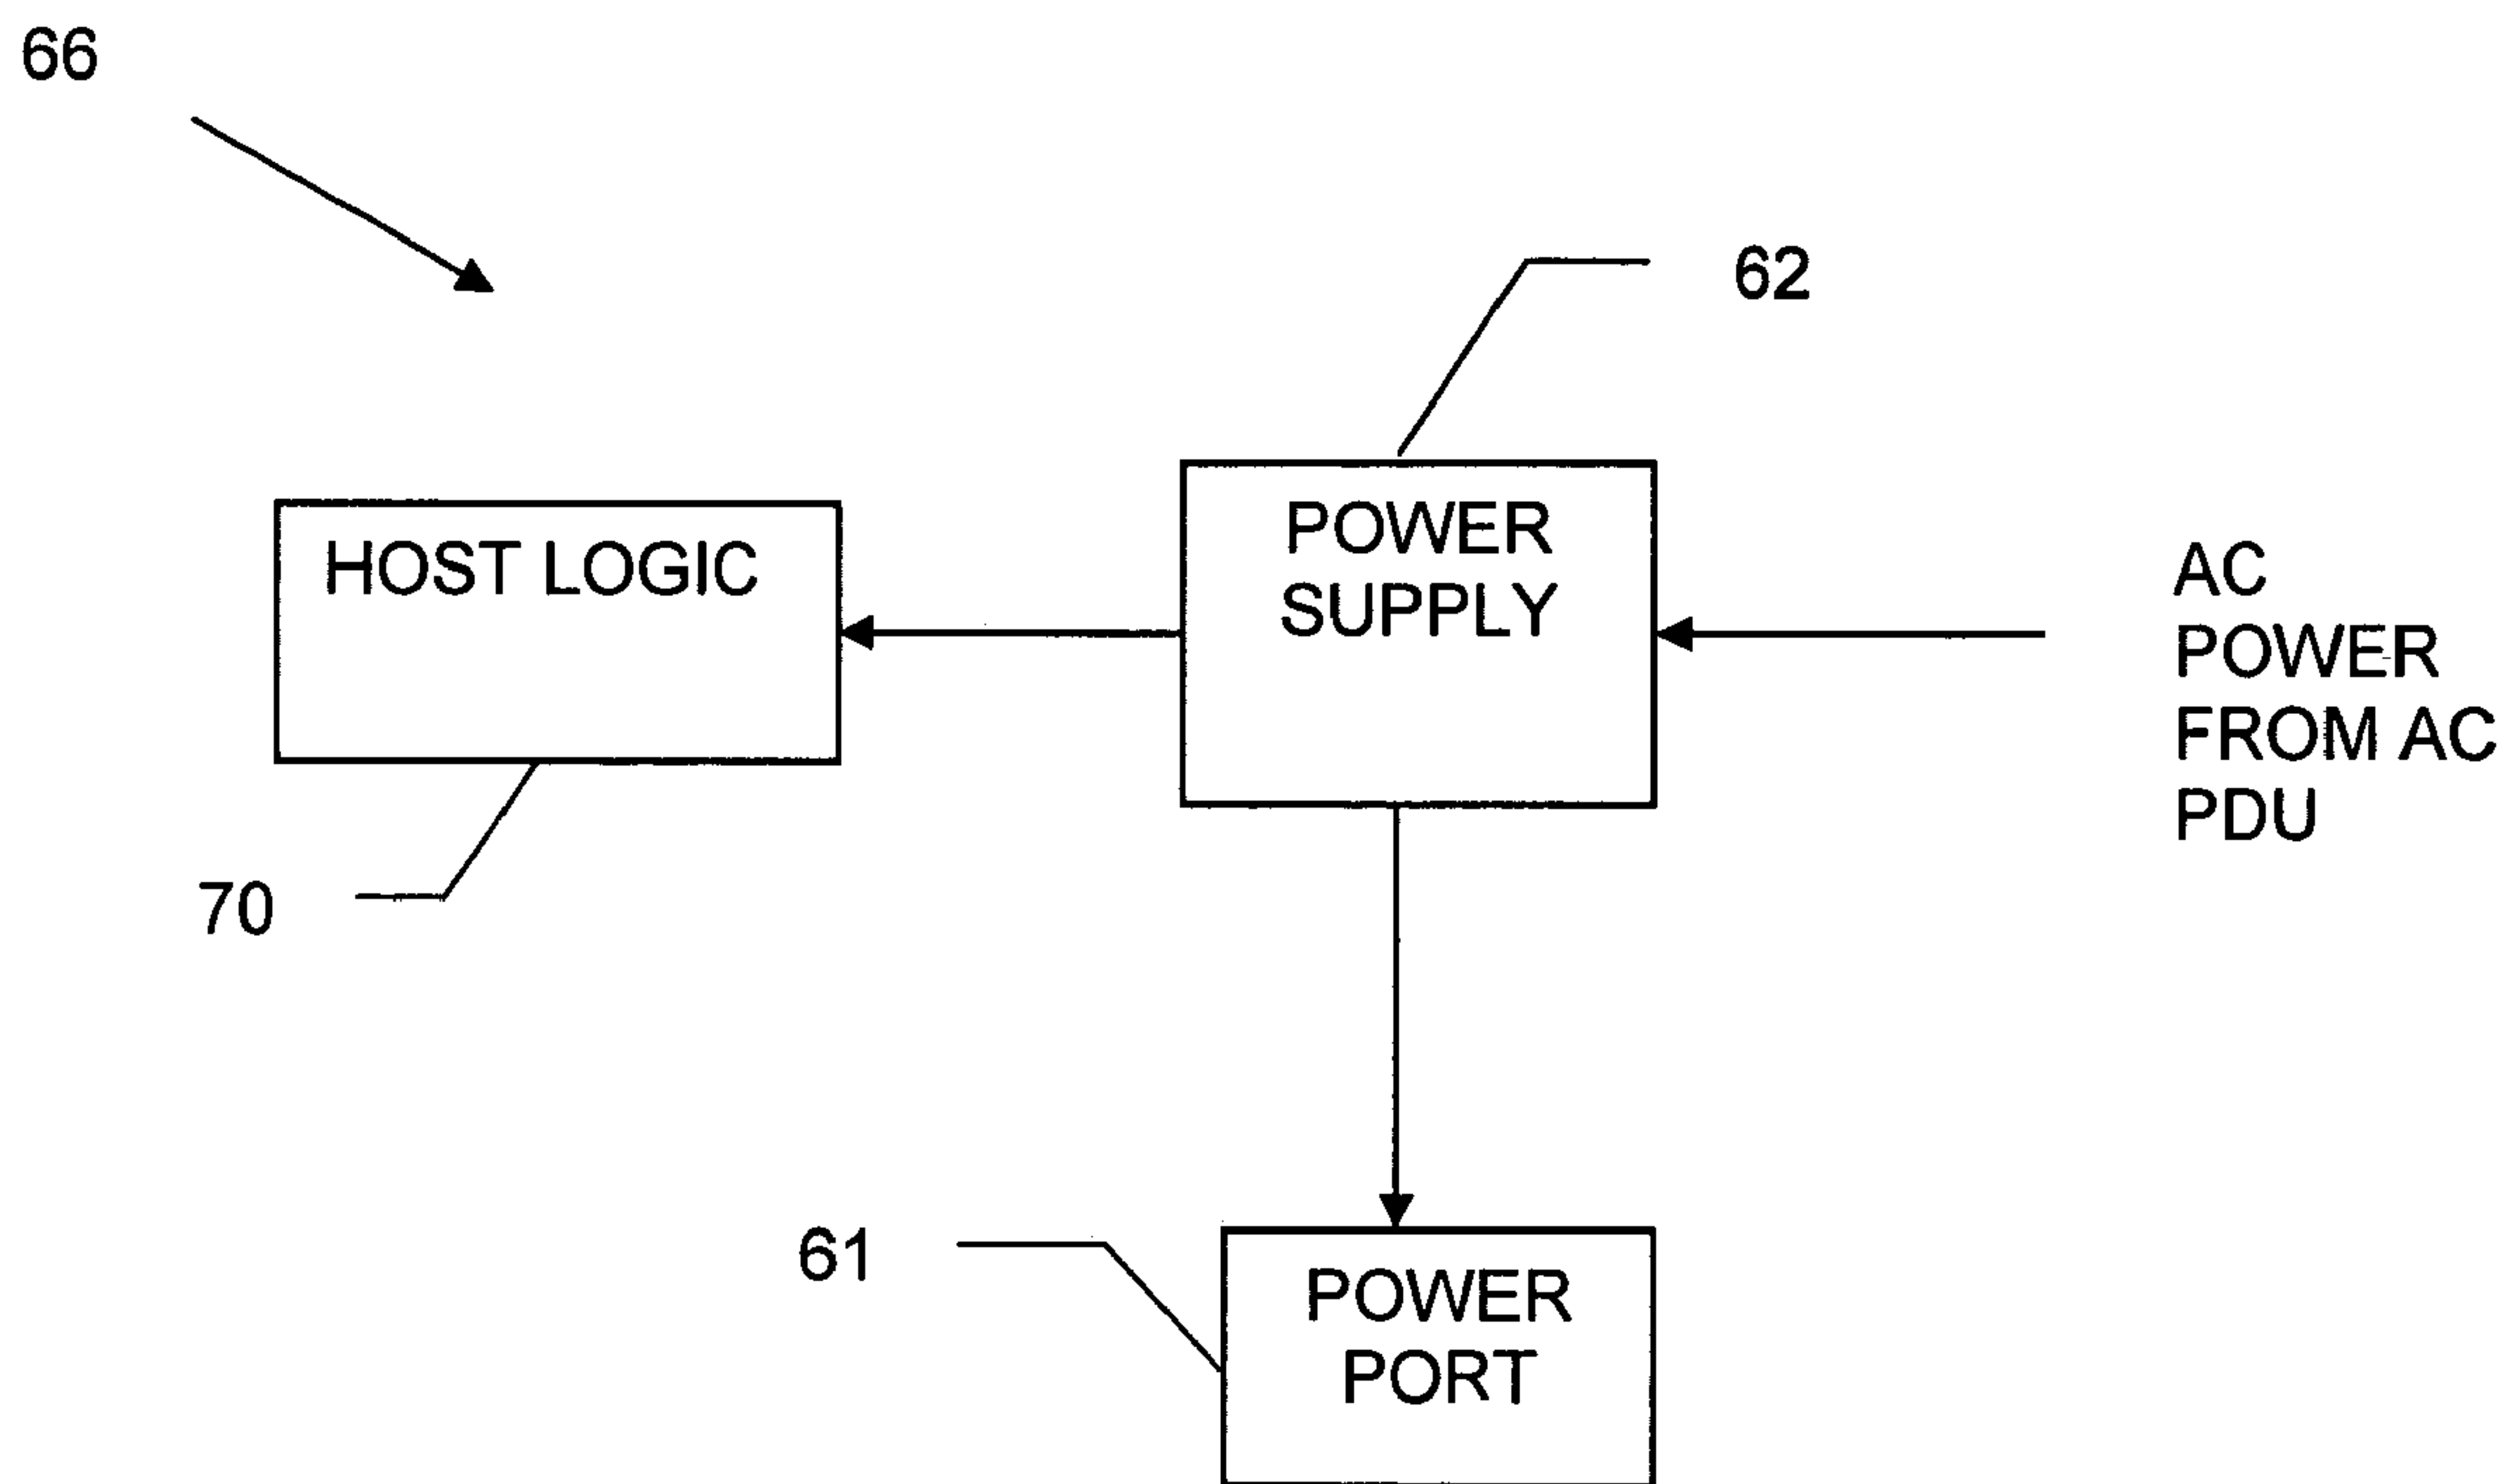 66
62
POWER
SUPPLY
HOST LOGIC
AC
POWER
FROM AC
PDU
70
61
POWER
PORT